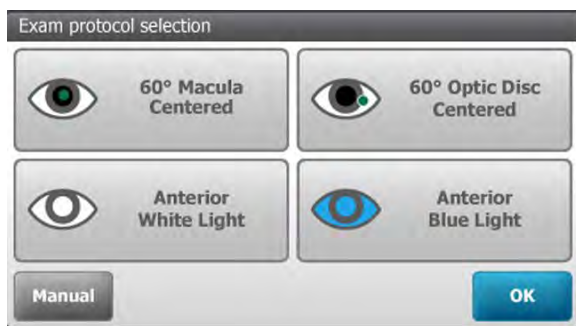 Exam protocol selection
60° Macula
Centered
60° Optic Disc
Centered
Anterior
White Light
Anterior
Blue Light
Manual
OK